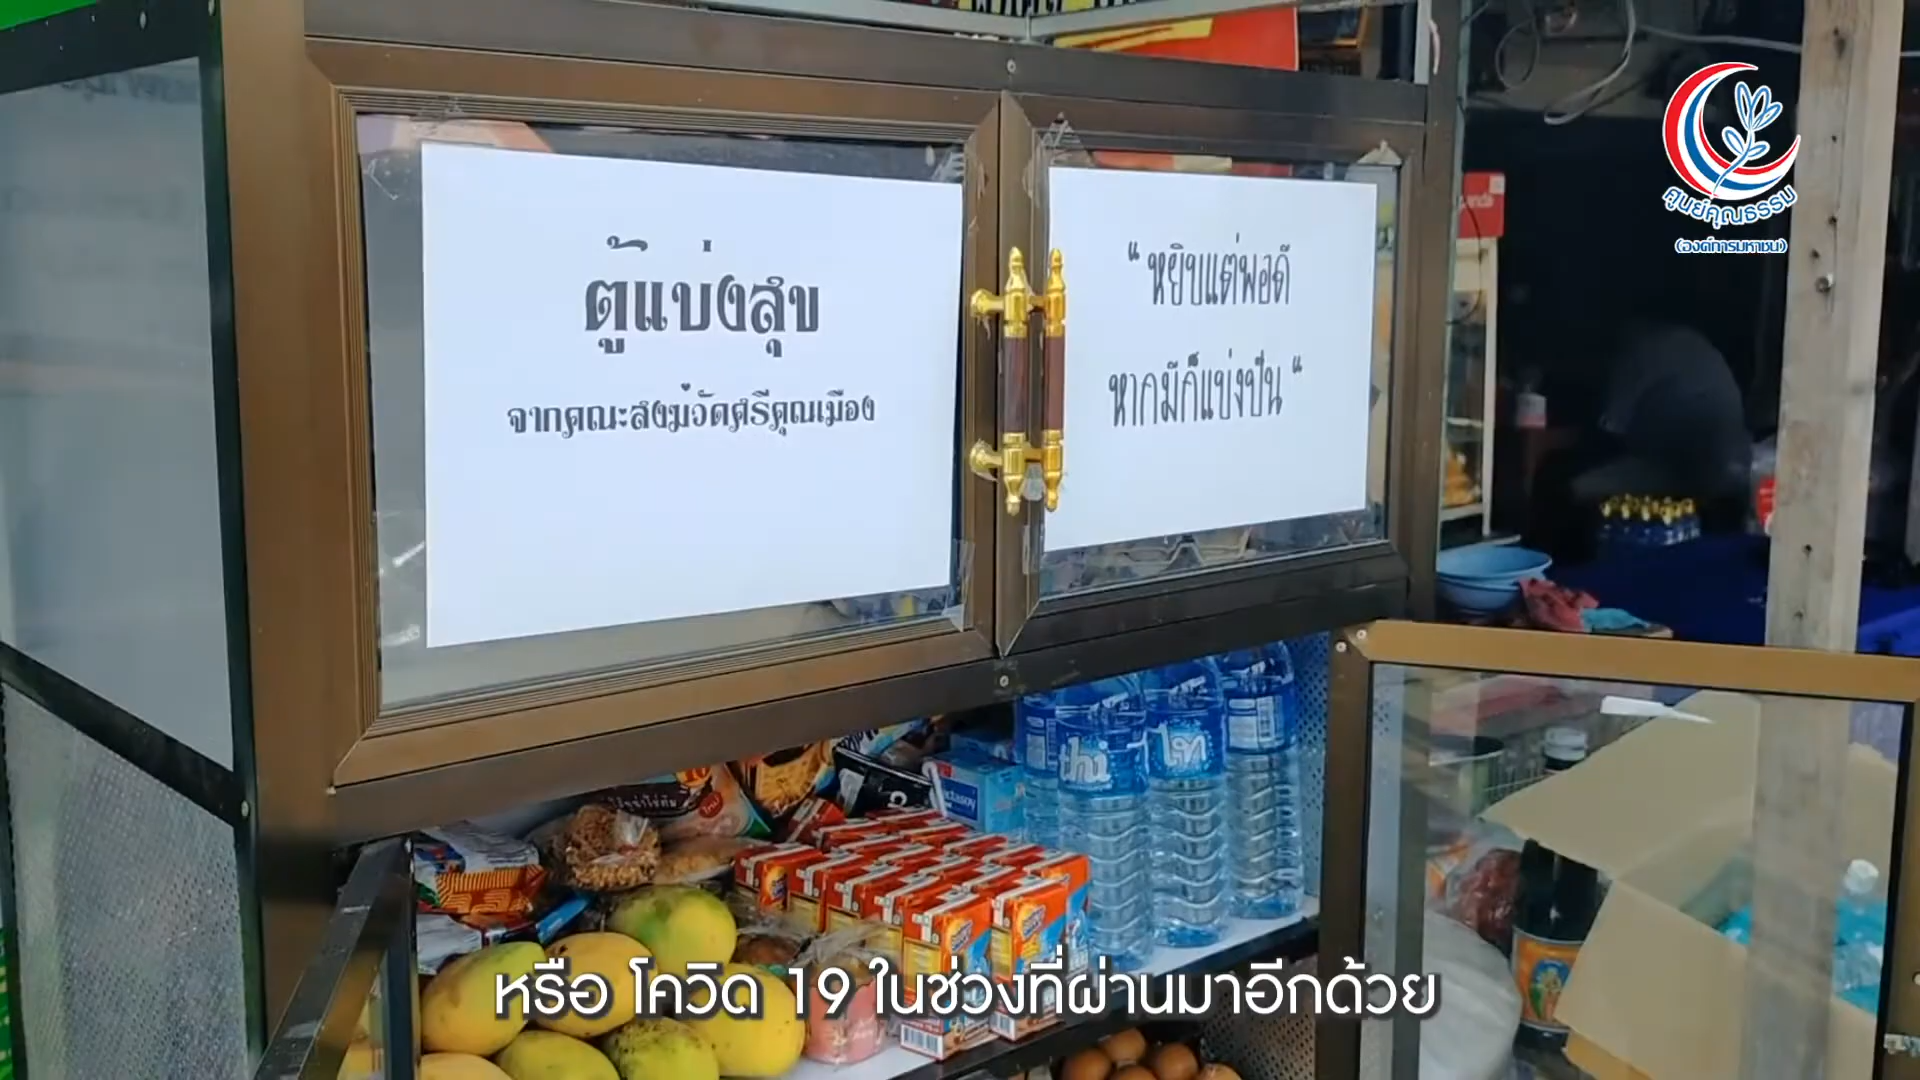 ตู้แบ่งสุข
จากคณะสงฆ์วัดศรีคุณเมือง
“ หยิบแต่พอดี
หากมีก็แบ่งปัน “
ศูนย์คุณธรรม
(องค์การมหาชน)
ไท
หรือ โควิด 19 ในช่วงที่ผ่านมาอีกด้วย